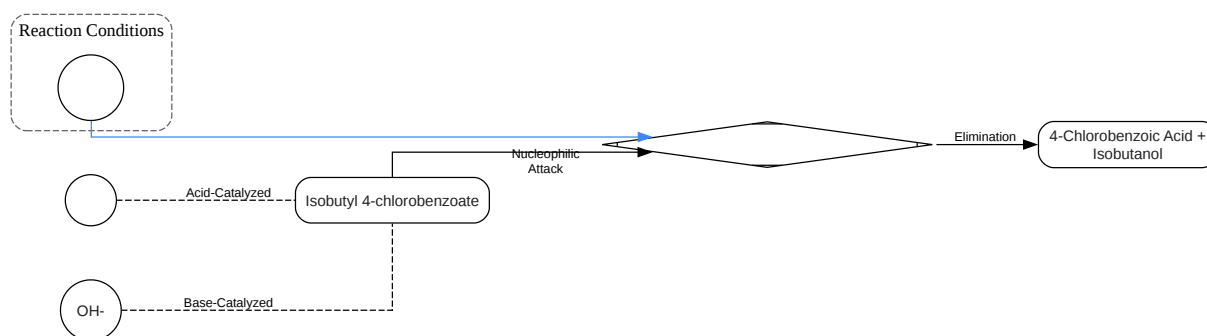 Reaction Conditions
Elimination
4-Chlorobenzoic Acid +
Isobutanol
Nucleophilic
Attack
Acid-Catalyzed
Isobutyl 4-chlorobenzoate
OH-
Base-Catalyzed